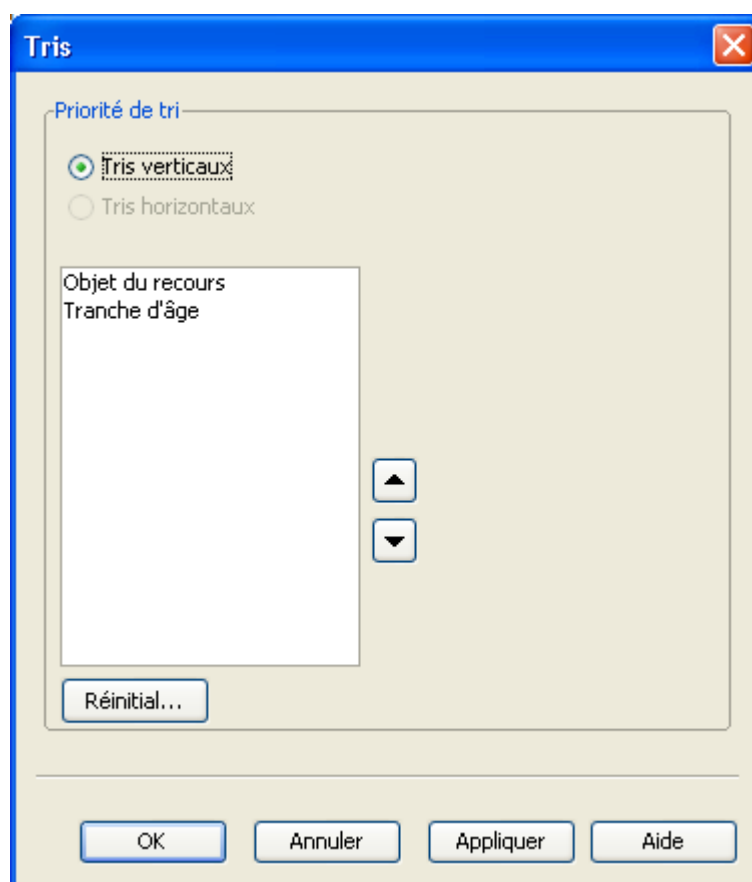 Tris
Priorité de tri
Tris verticaux
Tris horizontaux
Objet du recours
Tranche d'âge
Réinitial...
OK Annuler Appliquer Aide